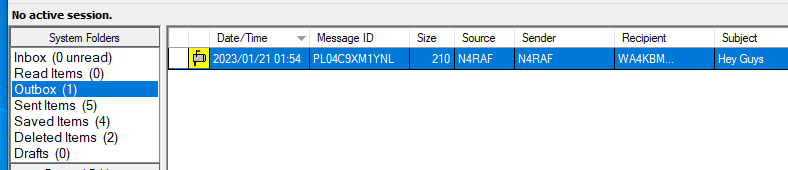 No active session.
System Folders
Inbox (0 unread)
Read Items (0)
Outbox (1)
Sent Items (5)
Saved Items (4)
Deleted Items (2)
Drafts (0)
Date/Time Message ID Size Source Sender Recipient Subject
2023/01/21 01:54 PL04C9XM1YNL 210 N4RAF N4RAF WA4KBM... Hey Guys